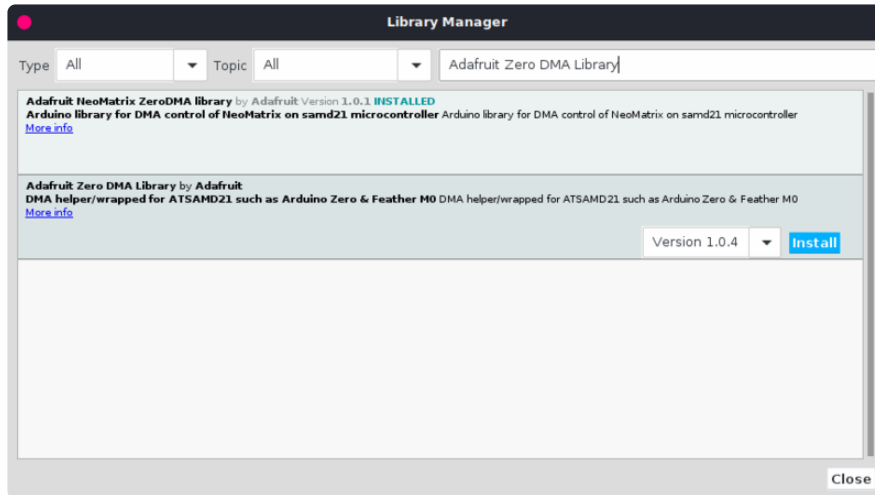 Library Manager
Type All Topic All Adafruit Zero DMA Library
Adafruit NeoMatrix ZeroDMA library by Adafruit Version 1.0.1 INSTALLED
Arduino library for DMA control of NeoMatrix on samd21 microcontroller Arduino library for DMA control of NeoMatrix on samd21 microcontroller
More info
Adafruit Zero DMA Library by Adafruit
DMA helper/wrapped for ATSAMD21 such as Arduino Zero & Feather M0 DMA helper/wrapped for ATSAMD21 such as Arduino Zero & Feather M0
More info
Version 1.0.4 Install
Close